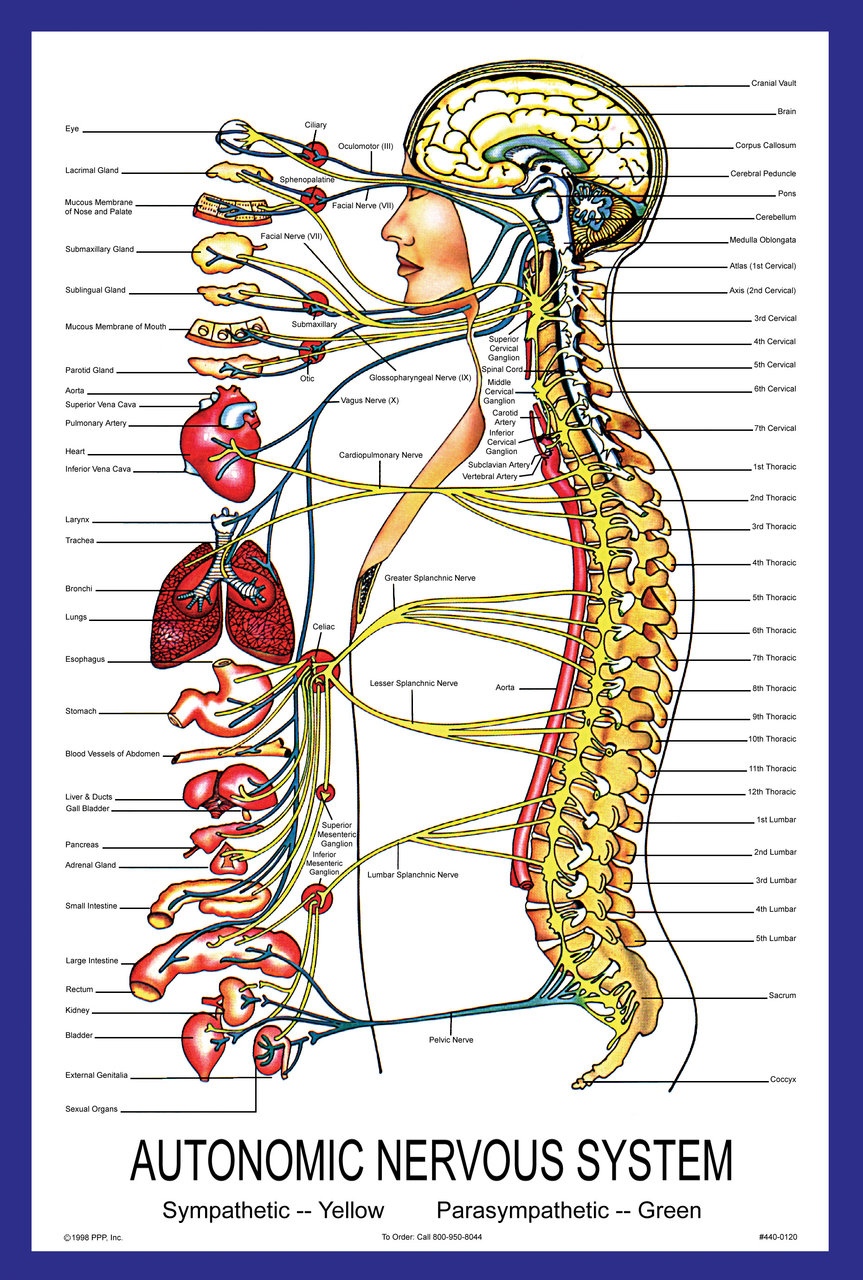 Cranial Vault
Brain
Corpus Callosum
Cerebral Peduncle
Pons
Cerebellum
Medulla Oblongata
Atlas (1st Cervical)
Axis (2nd Cervical)
3rd Cervical
4th Cervical
5th Cervical
6th Cervical
7th Cervical
1st Thoracic
2nd Thoracic
3rd Thoracic
4th Thoracic
5th Thoracic
6th Thoracic
7th Thoracic
8th Thoracic
9th Thoracic
10th Thoracic
11th Thoracic
12th Thoracic
1st Lumbar
2nd Lumbar
3rd Lumbar
4th Lumbar
5th Lumbar
Sacrum
Coccyx
Eye
Lacrimal Gland
Mucous Membrane
of Nose and Palate
Submaxillary Gland
Sublingual Gland
Mucous Membrane of Mouth
Parotid Gland
Aorta
Superior Vena Cava
Pulmonary Artery
Heart
Inferior Vena Cava
Larynx
Trachea
Bronchi
Lungs
Esophagus
Stomach
Blood Vessels of Abdomen
Liver & Ducts
Gall Bladder
Pancreas
Adrenal Gland
Small Intestine
Large Intestine
Rectum
Kidney
Bladder
External Genitalia
Sexual Organs
Ciliary
Oculomotor (III)
Sphenopalatine
Facial Nerve (VII)
Facial Nerve (VII)
Submaxillary
Otic
Glossopharyngeal Nerve (IX)
Vagus Nerve (X)
Superior
Cervical
Ganglion
Spinal Cord
Middle
Cervical
Ganglion
Carotid
Artery
Inferior
Cervical
Ganglion
Subclavian Artery
Vertebral Artery
Cardiopulmonary Nerve
Greater Splanchnic Nerve
Celiac
Lesser Splanchnic Nerve
Aorta
Superior
Mesenteric
Ganglion
Inferior
Mesenteric
Ganglion
Lumbar Splanchnic Nerve
Pelvic Nerve
AUTONOMIC NERVOUS SYSTEM
Sympathetic -- Yellow Parasympathetic -- Green
©1998 PPP, Inc. To Order: Call 800-950-8044 #440-0120